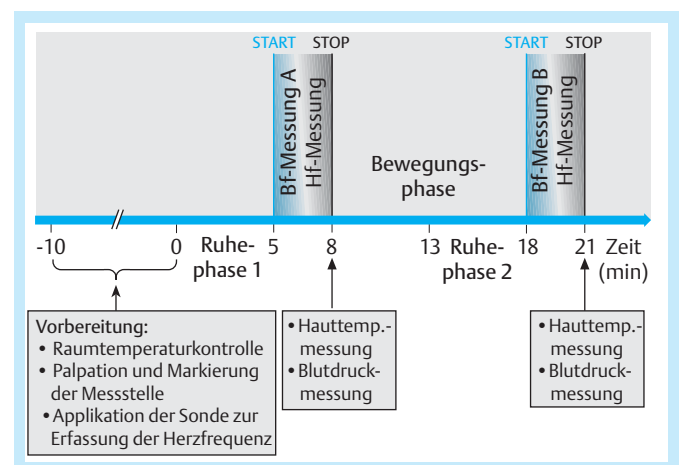 START STOP START STOP
Bf-Messung A
Hf-Messung
Bf-Messung B
Hf-Messung
Bewegungs-
phase
-10 0 Ruhe- 5 8 13 Ruhe- 18 21 Zeit
phase 1 phase 2 (min)
Vorbereitung:
• Raumtemperaturkontrolle
• Palpation und Markierung
der Messstelle
• Applikation der Sonde zur
Erfassung der Herzfrequenz
• Hauttemp.-
messung
• Blutdruck-
messung
• Hauttemp.-
messung
• Blutdruck-
messung